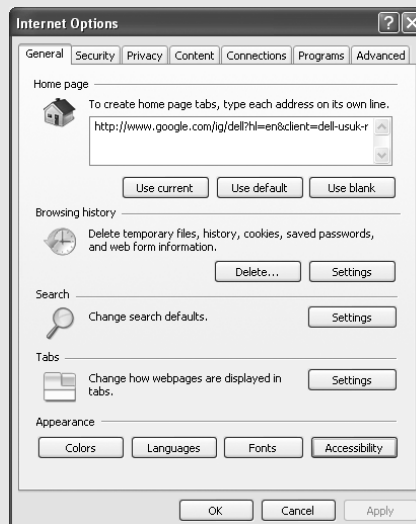 Internet Options
General Security Privacy Content Connections Programs Advanced
Home page
To create home page tabs, type each address on its own line.
http://www.google.com/ig/dell?hl=en&client=dell-usuk-r
Use current Use default Use blank
Browsing history
Delete temporary files, history, cookies, saved passwords,
and web form information.
Delete... Settings
Search
Change search defaults.
Settings
Tabs
Change how webpages are displayed in
tabs.
Settings
Appearance
Colors Languages Fonts Accessibility
OK Cancel Apply